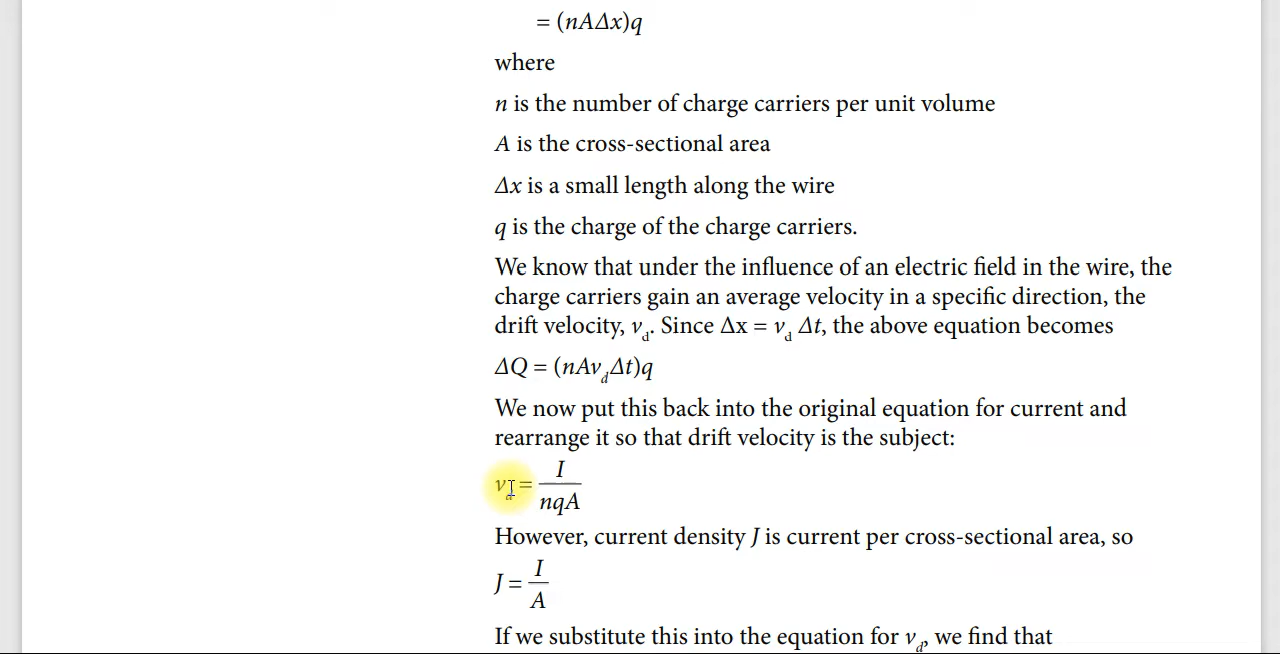 = (nAΔx)q
where
n is the number of charge carriers per unit volume
A is the cross-sectional area
Δx is a small length along the wire
q is the charge of the charge carriers.
We know that under the influence of an electric field in the wire, the
charge carriers gain an average velocity in a specific direction, the
drift velocity, v_d. Since Δx = v_d Δt, the above equation becomes
ΔQ = (nAv_dΔt)q
We now put this back into the original equation for current and
rearrange it so that drift velocity is the subject:
v_d = I / nqA
However, current density J is current per cross-sectional area, so
J = I / A
If we substitute this into the equation for v_d, we find that